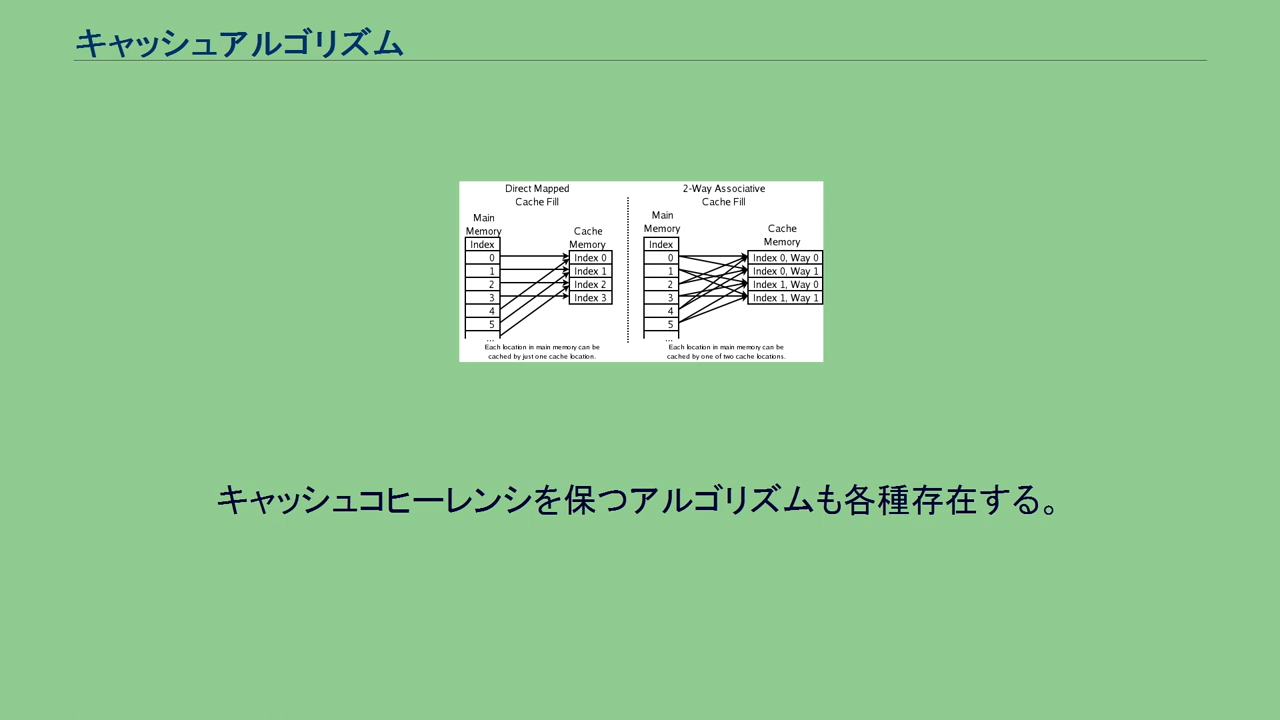 キャッシュアルゴリズム
Direct Mapped
Cache Fill
Main
Memory
Index
0
1
2
3
4
5
...
Cache
Memory
Index 0
Index 1
Index 2
Index 3
Each location in main memory can be
cached by just one cache location.
2-Way Associative
Cache Fill
Main
Memory
Index
0
1
2
3
4
5
...
Cache
Memory
Index 0, Way 0
Index 0, Way 1
Index 1, Way 0
Index 1, Way 1
Each location in main memory can be
cached by one of two cache locations.
キャッシュコヒーレンシを保つアルゴリズムも各種存在する。